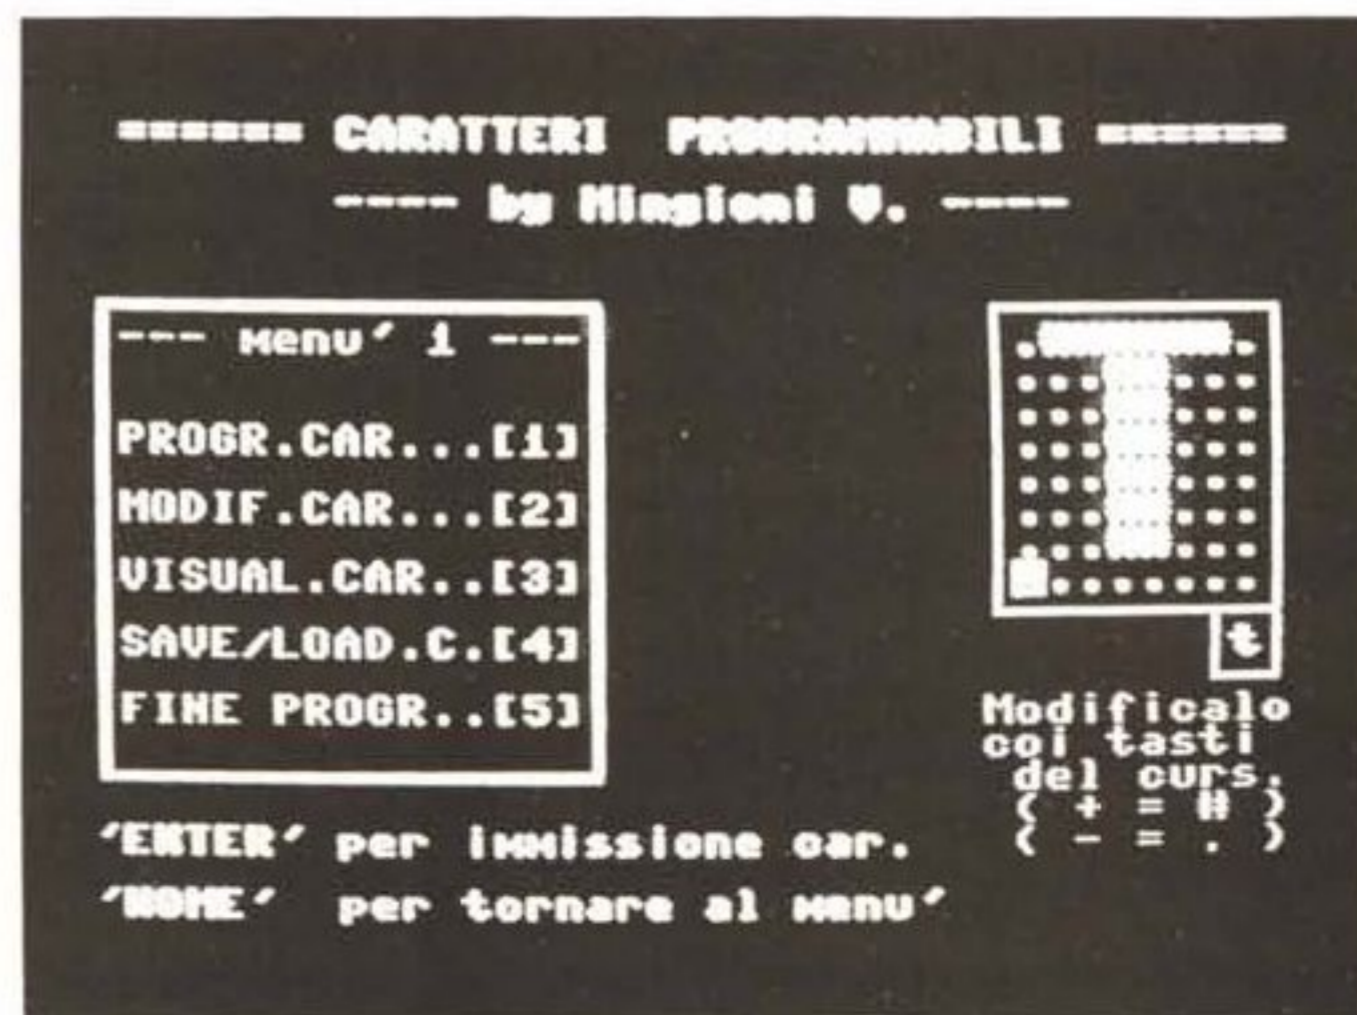 ====== CARATTERI PROGRAMMABILI ======
---- by Mingioni V. ----
--- Menu' 1 ---
PROGR.CAR...[1]
MODIF.CAR...[2]
VISUAL.CAR..[3]
SAVE/LOAD.C.[4]
FINE PROGR..[5]
t
Modificalo
coi tasti
del curs.
( + = # )
( - = . )
'ENTER' per immissione car.
'HOME' per tornare al menu'